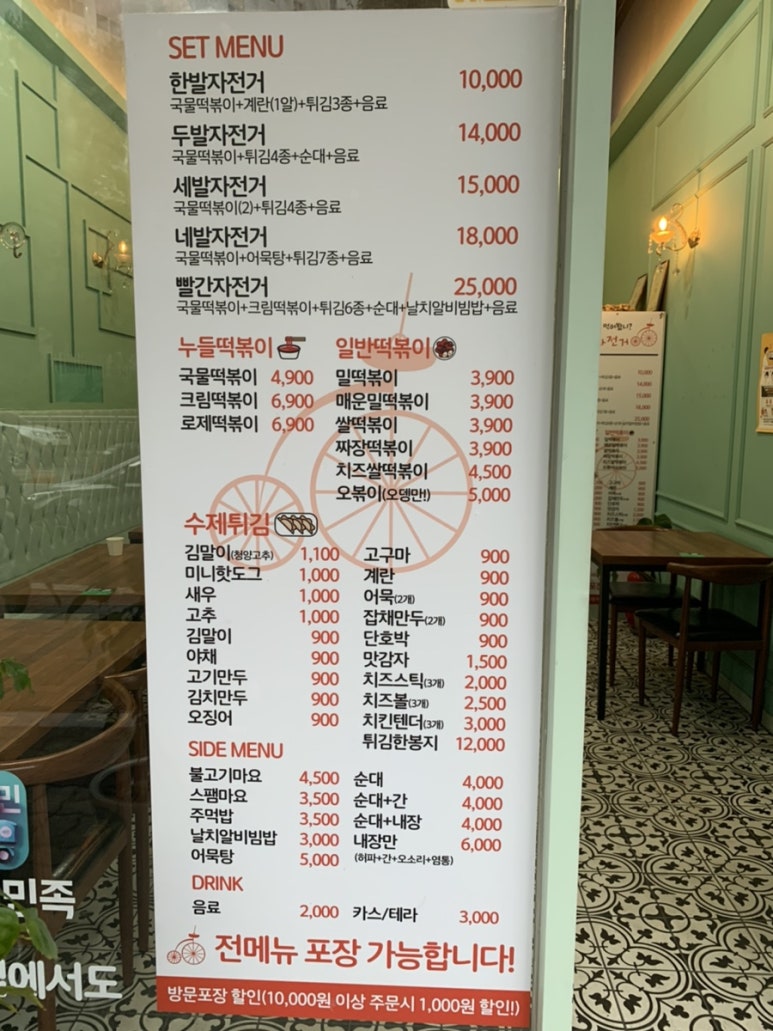 SET MENU
한발자전거 10,000
국물떡볶이+계란(1알)+튀김3종+음료
두발자전거 14,000
국물떡볶이+튀김4종+순대+음료
세발자전거 15,000
국물떡볶이(2)+튀김4종+음료
네발자전거 18,000
국물떡볶이+어묵탕+튀김7종+음료
빨간자전거 25,000
국물떡볶이+크림떡볶이+튀김6종+순대+날치알비빔밥+음료
누들떡볶이
국물떡볶이 4,900
크림떡볶이 6,900
로제떡볶이 6,900
일반떡볶이
밀떡볶이 3,900
매운밀떡볶이 3,900
쌀떡볶이 3,900
짜장떡볶이 3,900
치즈쌀떡볶이 4,500
오볶이(오뎅만!!) 5,000
수제튀김
김말이(청양고추) 1,100
미니핫도그 1,000
새우 1,000
고추 1,000
김말이 900
야채 900
고기만두 900
김치만두 900
오징어 900
고구마 900
계란 900
어묵(2개) 900
잡채만두(2개) 900
단호박 900
맛감자 1,500
치즈스틱(3개) 2,000
치즈볼(3개) 2,500
치킨텐더(3개) 3,000
튀김한봉지 12,000
SIDE MENU
불고기마요 4,500
스팸마요 3,500
주먹밥 3,500
날치알비빔밥 3,000
어묵탕 5,000
순대 4,000
순대+간 4,000
순대+내장 4,000
내장만 6,000
(허파+간+오소리+염통)
DRINK
음료 2,000
카스/테라 3,000
전메뉴 포장 가능합니다!
방문포장 할인(10,000원 이상 주문시 1,000원 할인!)
민
민족
에서도
전거
10,000
14,000
15,000
18,000
25,000